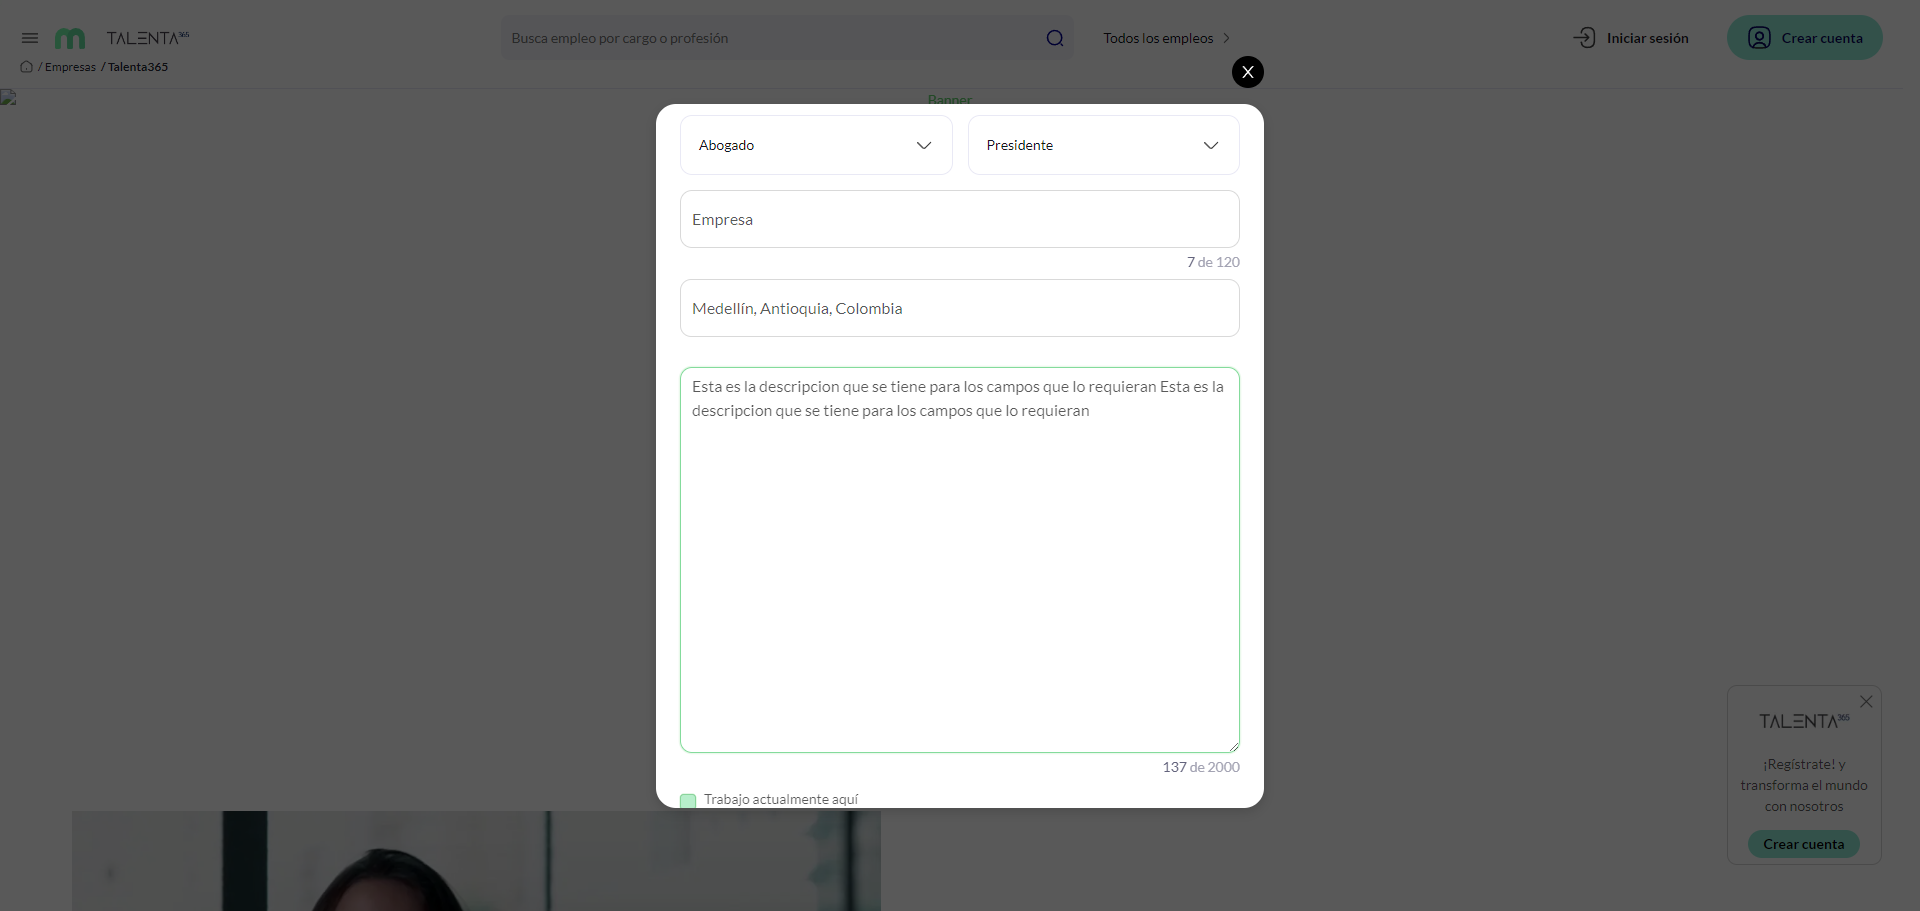 TALENTA365
Busca empleo por cargo o profesión
Todos los empleos
Iniciar sesión
Crear cuenta
/ Empresas / Talenta365
X
Banner
Abogado
Presidente
Empresa
7 de 120
Medellín, Antioquia, Colombia
Esta es la descripcion que se tiene para los campos que lo requieran Esta es la
descripcion que se tiene para los campos que lo requieran
137 de 2000
Trabajo actualmente aquí
TALENTA365
¡Regístrate! y
transforma el mundo
con nosotros
Crear cuenta